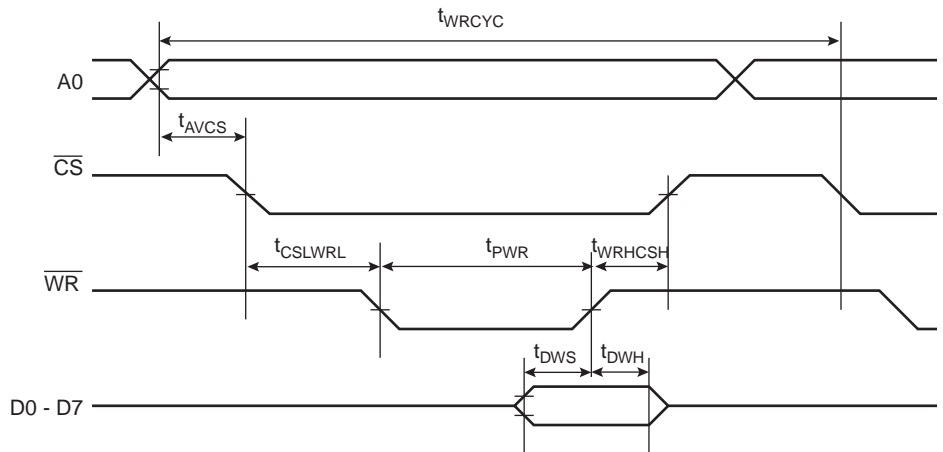 tWRCYC
A0
tAVCS
CS
tCSLWRL
tPWR
tWRHCSH
WR
tDWS
tDWH
D0 - D7